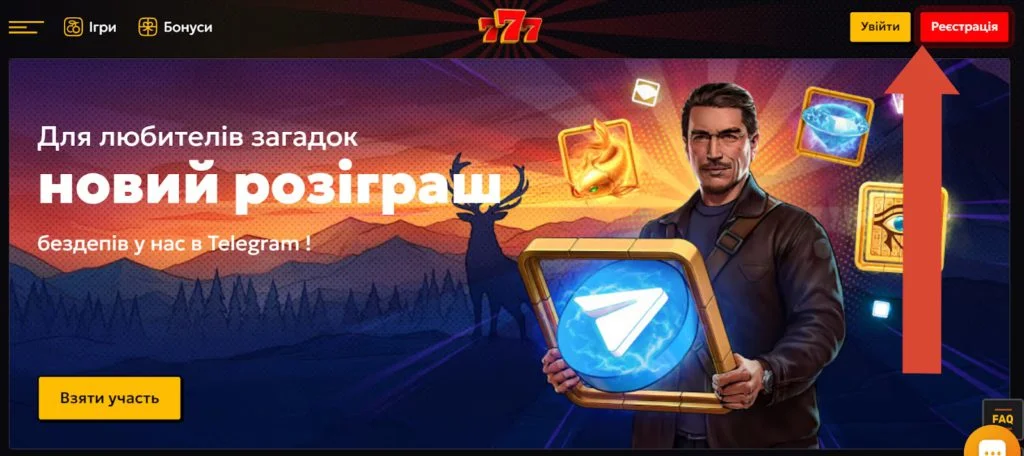 Ігри
Бонуси
777
Увійти
Реєстрація
Для любителів загадок
новий розіграш
бездепів у нас в Telegram !
Взяти участь
FAQ